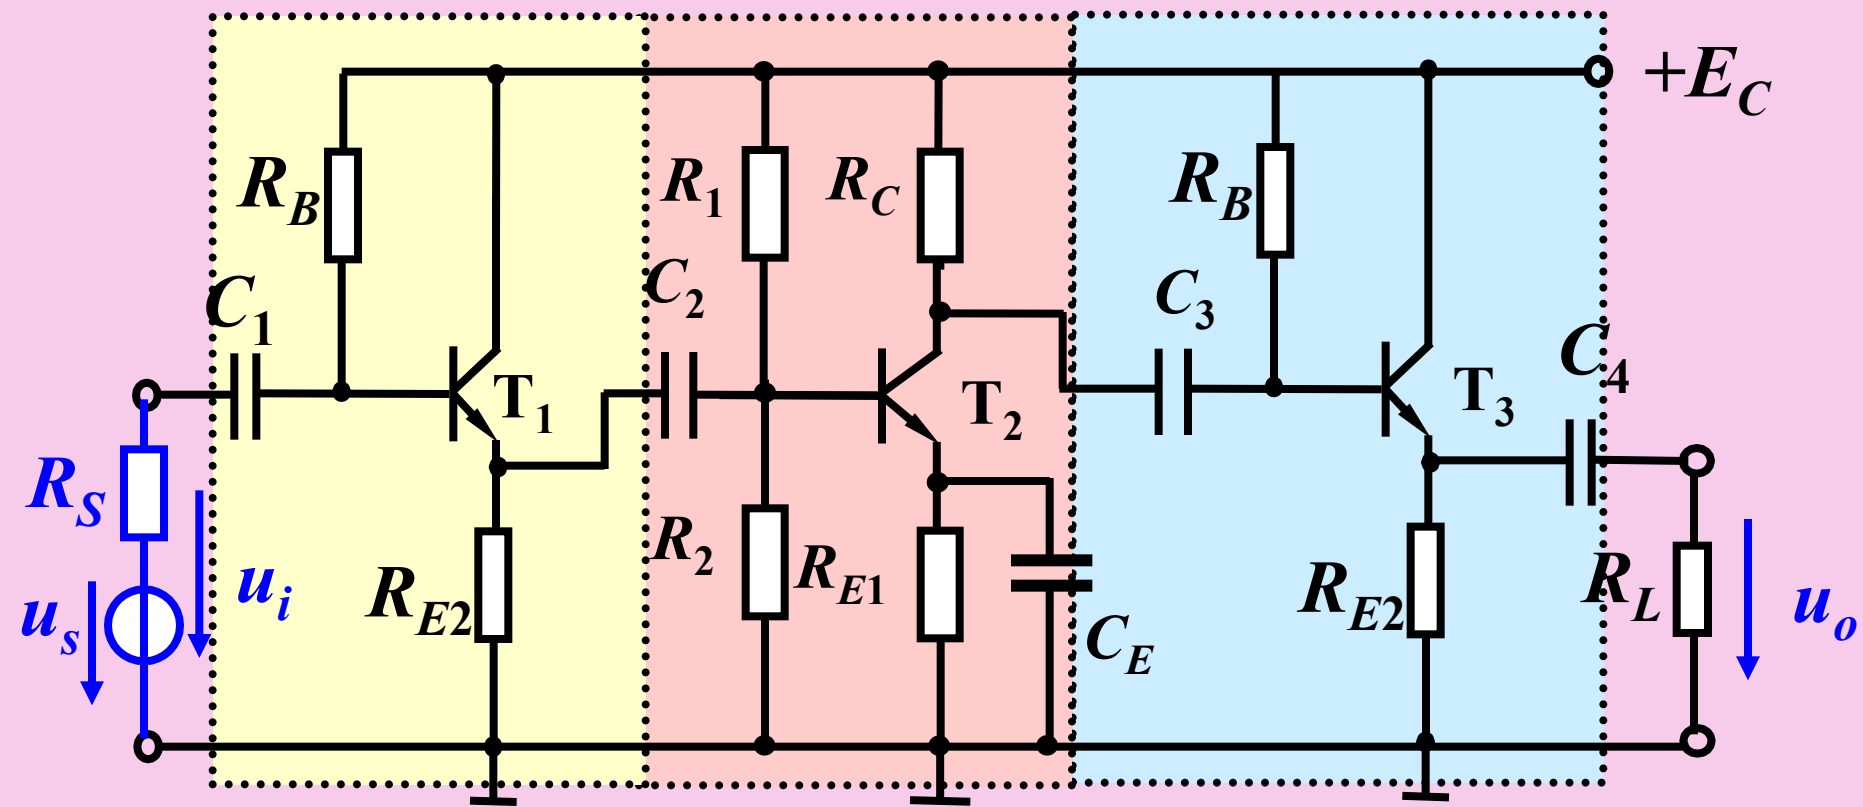 +E_C
R_B
R_1
R_C
R_B
C_1
C_2
C_3
C_4
T_1
T_2
T_3
R_S
u_s
u_i
R_E2
R_2
R_E1
C_E
R_E2
R_L
u_o